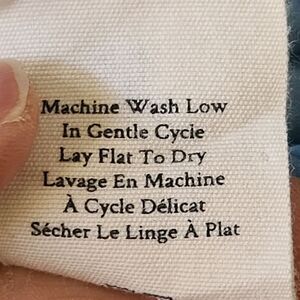 Machine Wash Low
In Gentle Cycle
Lay Flat To Dry
Lavage En Machine
À Cycle Délicat
Sécher Le Linge À Plat